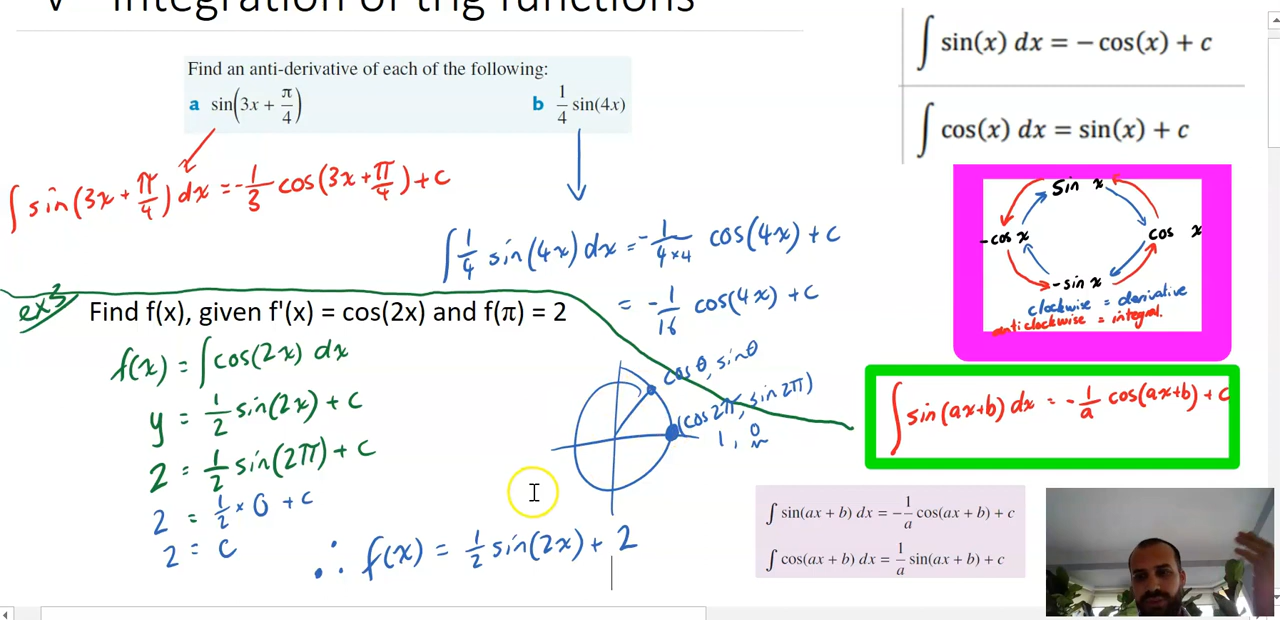 Integration of trig functions
Find an anti-derivative of each of the following:
a sin(3x + π/4)
b 1/4 sin(4x)
∫ sin(3x + π/4) dx = -1/3 cos(3x + π/4) + c
∫ 1/4 sin(4x) dx = -1/(4×4) cos(4x) + c
= -1/16 cos(4x) + c
ex 3
Find f(x), given f'(x) = cos(2x) and f(π) = 2
f(x) = ∫ cos(2x) dx
y = 1/2 sin(2x) + c
2 = 1/2 sin(2π) + c
2 = 1/2 × 0 + c
2 = c
∴ f(x) = 1/2 sin(2x) + 2
cos θ, sin θ
(cos 2π, sin 2π)
1, 0
∫ sin(x) dx = − cos(x) + c
∫ cos(x) dx = sin(x) + c
sin x
-cos x
cos x
-sin x
clockwise = derivative
anticlockwise = integral.
∫ sin(ax+b) dx = -1/a cos(ax+b) + c
∫ sin(ax + b) dx = −1/a cos(ax + b) + c
∫ cos(ax + b) dx = 1/a sin(ax + b) + c